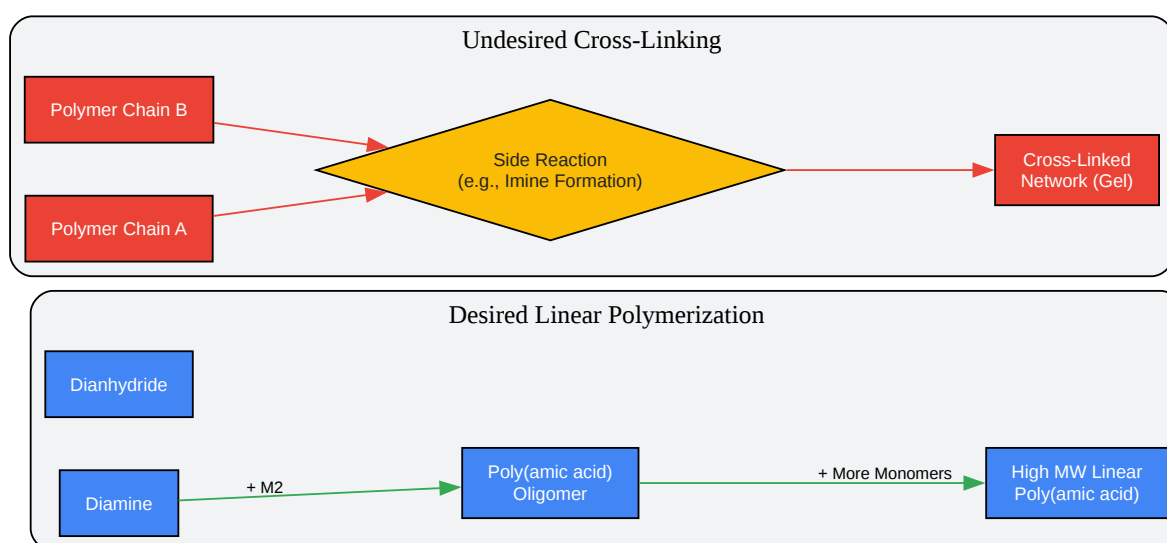 Undesired Cross-Linking
Polymer Chain B
Side Reaction
(e.g., Imine Formation)
Cross-Linked
Network (Gel)
Polymer Chain A
Desired Linear Polymerization
Dianhydride
Diamine
+ M2
Poly(amic acid)
Oligomer
+ More Monomers
High MW Linear
Poly(amic acid)